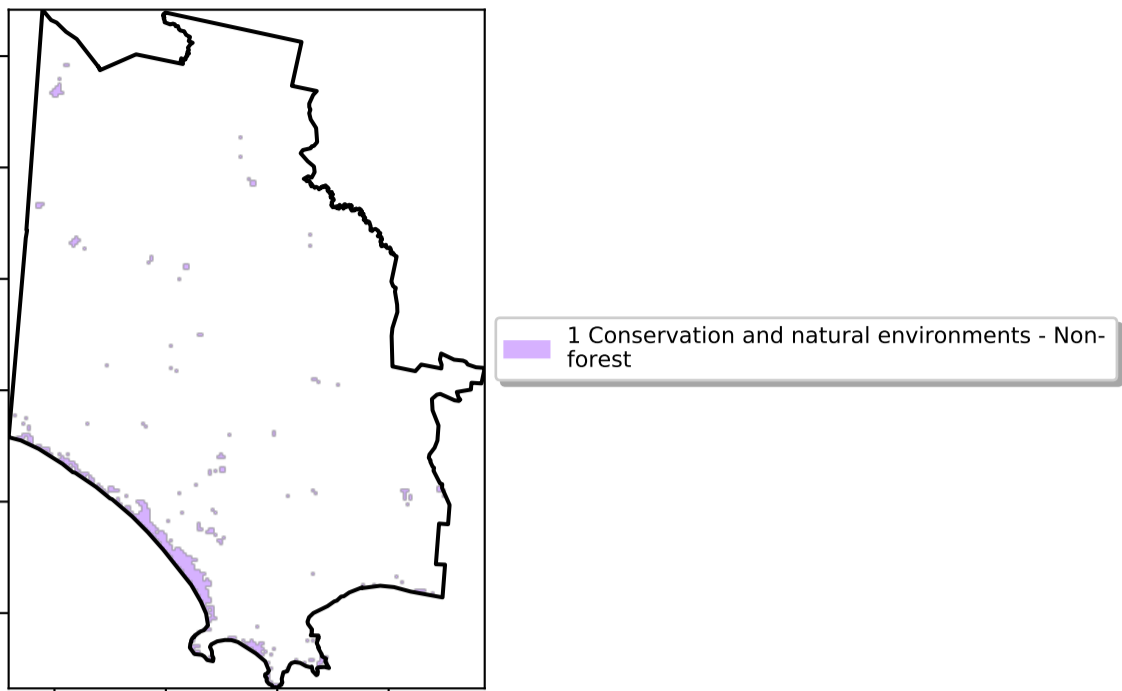 1 Conservation and natural environments - Non-
forest